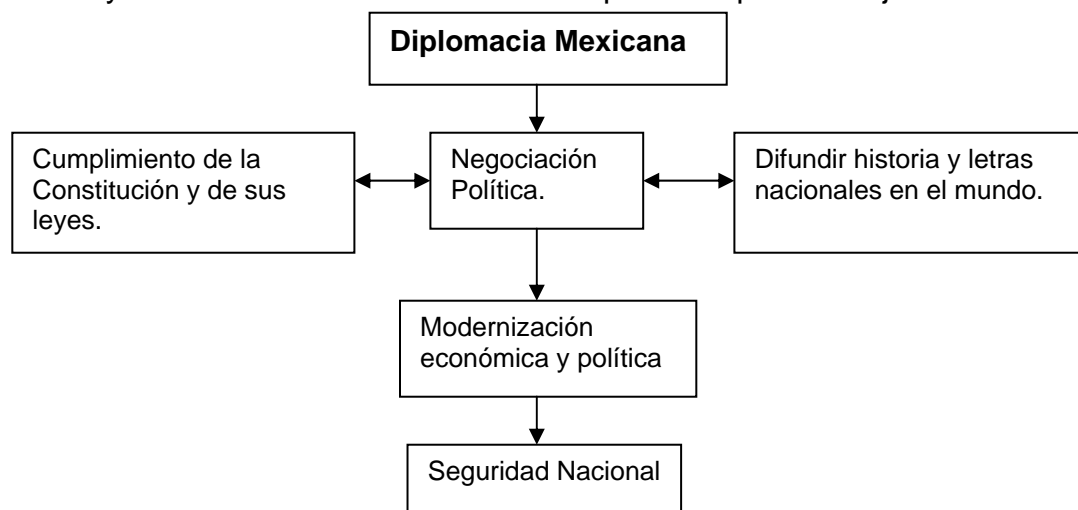 Diplomacia Mexicana
Cumplimiento de la
Constitución y de sus
leyes.
Negociación
Política.
Difundir historia y letras
nacionales en el mundo.
Modernización
económica y política
Seguridad Nacional